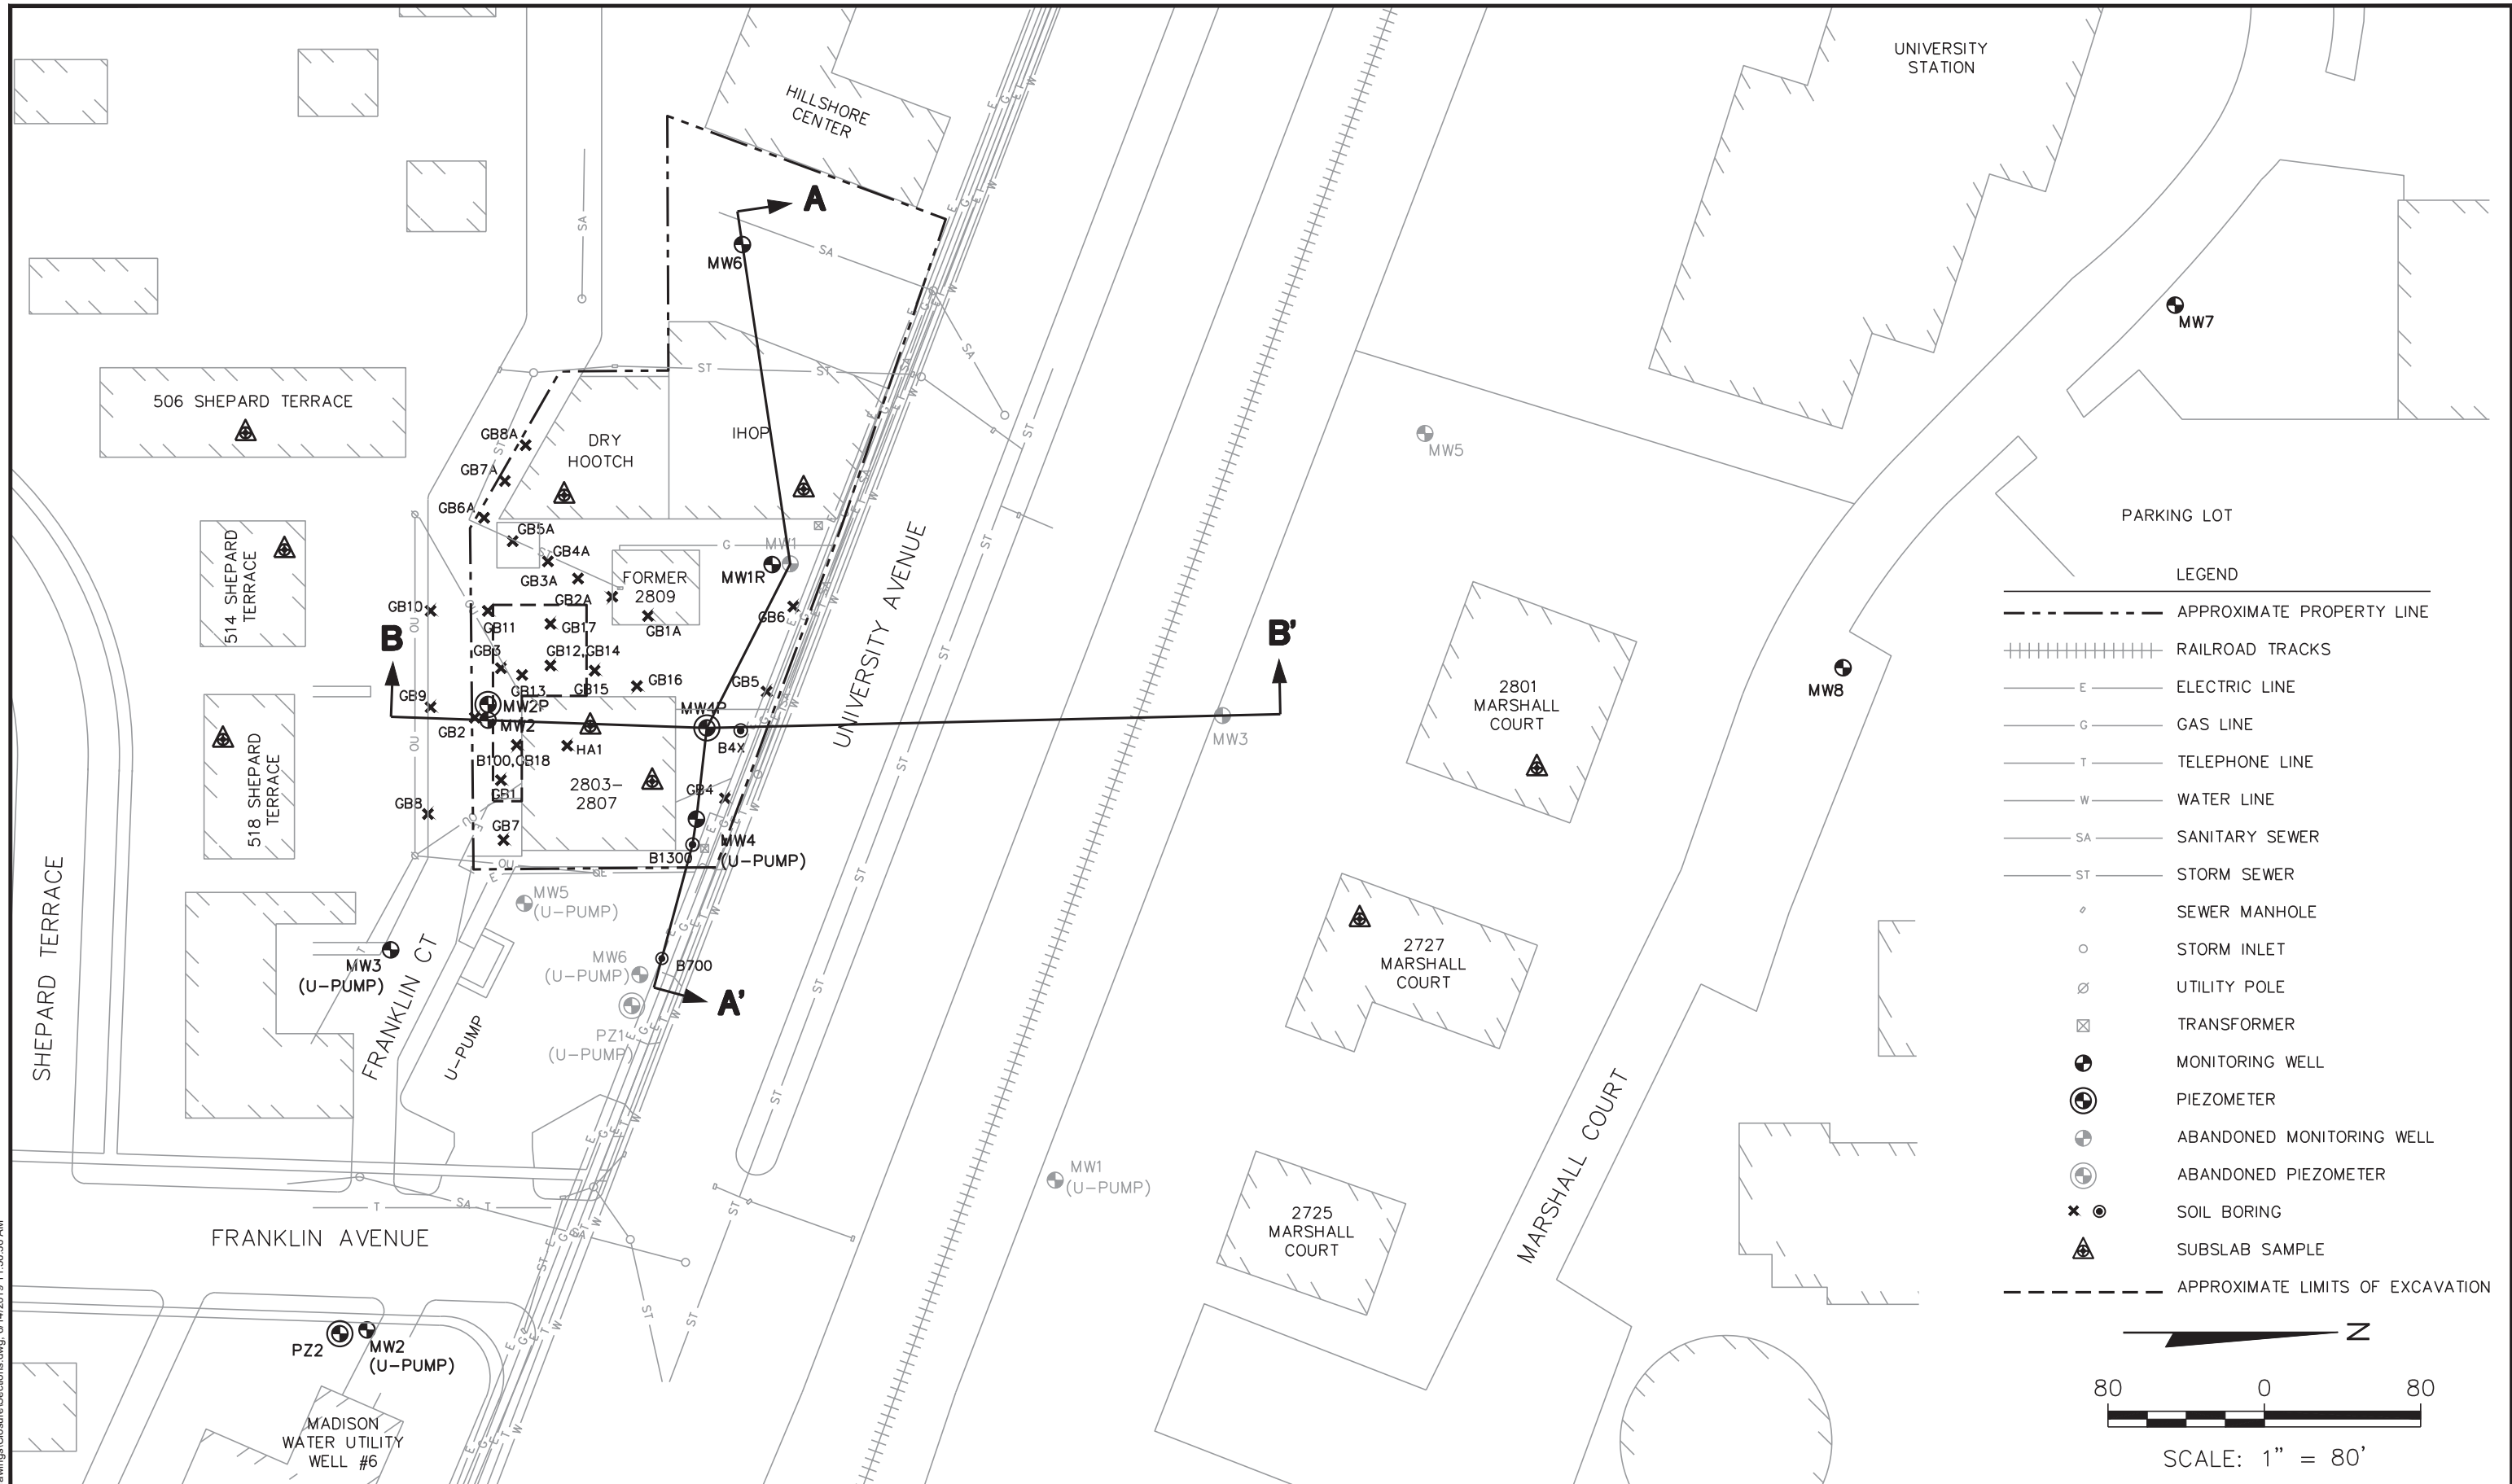 UNIVERSITY
STATION
HILLSHORE
CENTER
A
MW6
MW7
506 SHEPARD TERRACE
DRY
HOOTCH
IHOP
MW5
GB8A
GB7A
GB6A
GB5A
GB4A
GB3A
GB2A
FORMER
2809
GB1A
MW1
MW1R
GB6
UNIVERSITY AVENUE
514 SHEPARD
TERRACE
GB10
GB11
GB17
B
B'
GB3
GB12,GB14
GB13
GB15
GB16
GB5
GB9
MW2P
MW2
GB2
MW4P
B4X
MW3
2801
MARSHALL
COURT
MW8
518 SHEPARD
TERRACE
HA1
B100,GB18
GB1
2803-
2807
GB4
GB8
GB7
MW4
(U-PUMP)
B1300
SHEPARD TERRACE
MW5
(U-PUMP)
MW3
(U-PUMP)
FRANKLIN CT
U-PUMP
MW6
(U-PUMP)
B700
A'
PZ1
(U-PUMP)
2727
MARSHALL
COURT
MW1
(U-PUMP)
2725
MARSHALL
COURT
MARSHALL COURT
FRANKLIN AVENUE
PZ2
MW2
(U-PUMP)
MADISON
WATER UTILITY
WELL #6
PARKING LOT
LEGEND
APPROXIMATE PROPERTY LINE
RAILROAD TRACKS
E ELECTRIC LINE
G GAS LINE
T TELEPHONE LINE
W WATER LINE
SA SANITARY SEWER
ST STORM SEWER
SEWER MANHOLE
STORM INLET
UTILITY POLE
TRANSFORMER
MONITORING WELL
PIEZOMETER
ABANDONED MONITORING WELL
ABANDONED PIEZOMETER
SOIL BORING
SUBSLAB SAMPLE
APPROXIMATE LIMITS OF EXCAVATION
N
80 0 80
SCALE: 1" = 80'